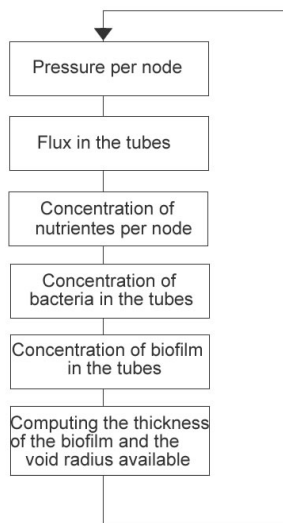 Pressure per node
Flux in the tubes
Concentration of
nutrientes per node
Concentration of
bacteria in the tubes
Concentration of biofilm
in the tubes
Computing the thickness
of the biofilm and the
void radius available